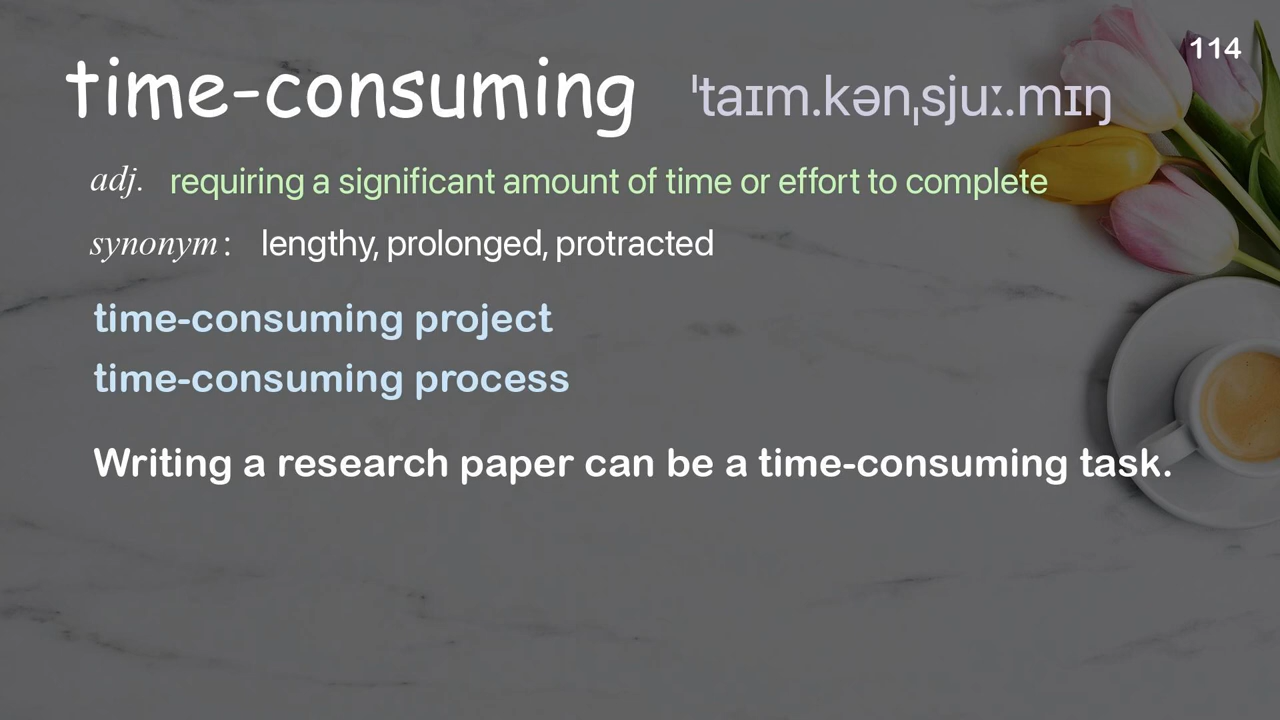 114
time-consuming ˈtaɪm.kənˌsjuː.mɪŋ
adj. requiring a significant amount of time or effort to complete
synonym: lengthy, prolonged, protracted
time-consuming project
time-consuming process
Writing a research paper can be a time-consuming task.